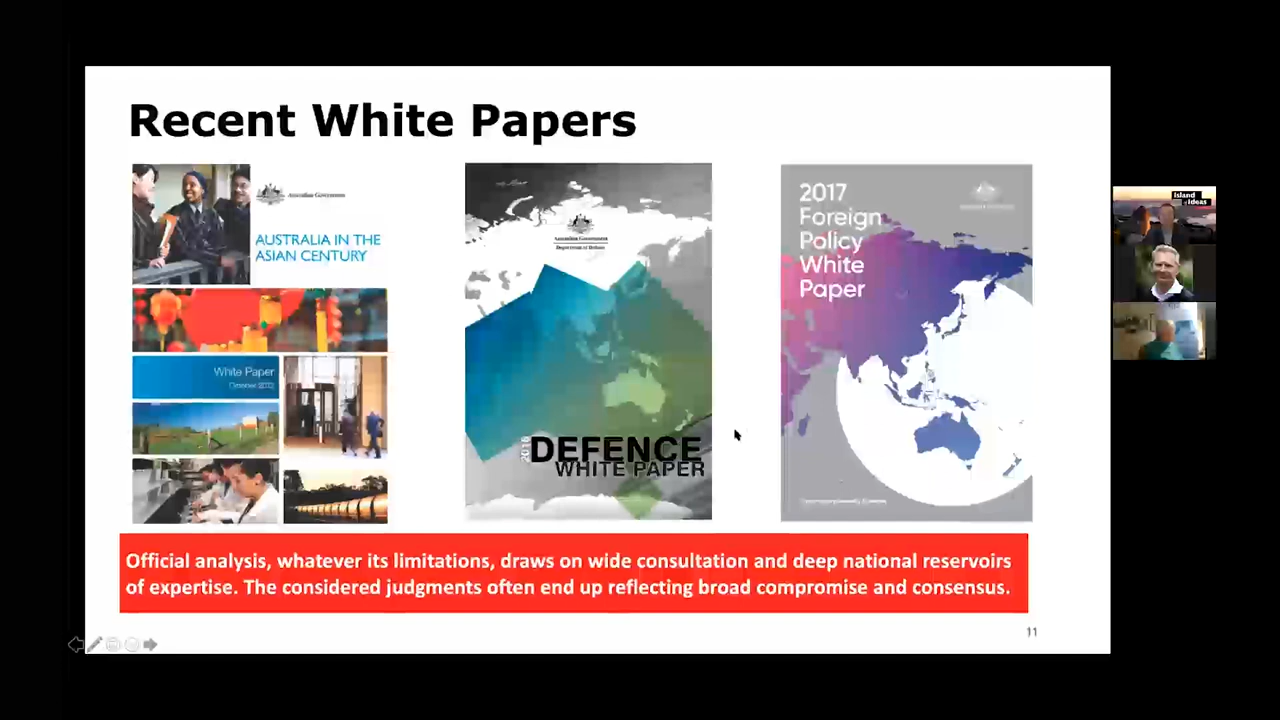 Recent White Papers
Australian Government
AUSTRALIA IN THE
ASIAN CENTURY
White Paper
October 2012
Australian Government
Department of Defence
2016
DEFENCE
WHITE PAPER
2017
Foreign
Policy
White
Paper
Official analysis, whatever its limitations, draws on wide consultation and deep national reservoirs
of expertise. The considered judgments often end up reflecting broad compromise and consensus.
11
island
of ideas